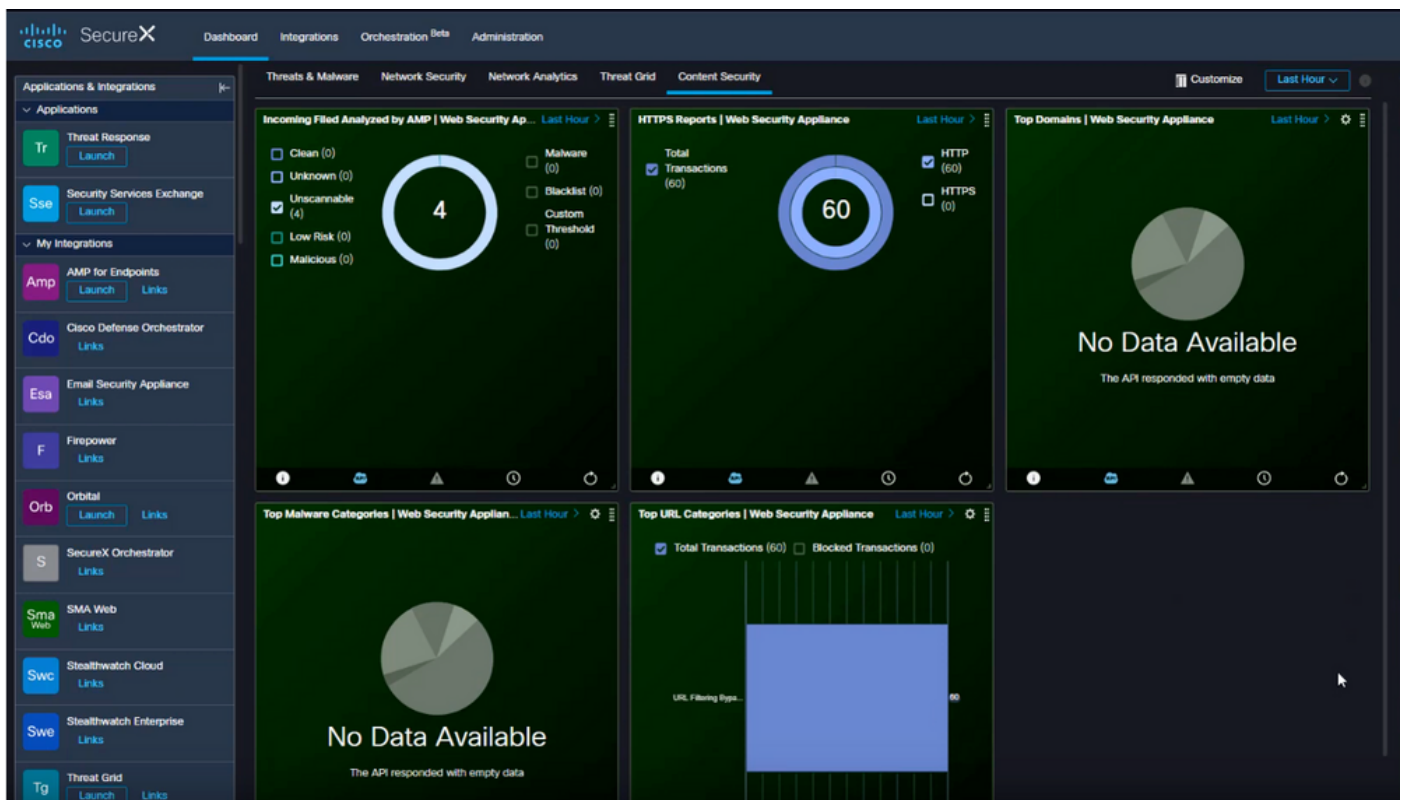 CISCO SecureX
Dashboard Integrations Orchestration Beta Administration
Applications & Integrations
Applications
Tr
Threat Response
Launch
Sse
Security Services Exchange
Launch
My Integrations
Amp
AMP for Endpoints
Launch Links
Cdo
Cisco Defense Orchestrator
Links
Esa
Email Security Appliance
Links
F
Firepower
Links
Orb
Orbital
Launch Links
S
SecureX Orchestrator
Links
Sma Web
SMA Web
Links
Swc
Stealthwatch Cloud
Links
Swe
Stealthwatch Enterprise
Links
Tg
Threat Grid
Launch Links
Threats & Malware Network Security Network Analytics Threat Grid Content Security
Customize Last Hour
Incoming Filed Analyzed by AMP | Web Security Ap... Last Hour >
Clean (0)
Unknown (0)
Unscannable
(4)
Low Risk (0)
Malicious (0)
4
Malware
(0)
Blacklist (0)
Custom
Threshold
(0)
HTTPS Reports | Web Security Appliance Last Hour >
Total
Transactions
(60)
60
HTTP
(60)
HTTPS
(0)
Top Domains | Web Security Appliance Last Hour >
No Data Available
The API responded with empty data
API
API
API
Top Malware Categories | Web Security Applian... Last Hour >
No Data Available
The API responded with empty data
Top URL Categories | Web Security Appliance Last Hour >
Total Transactions (60) Blocked Transactions (0)
URL Filtering Bypa...
60